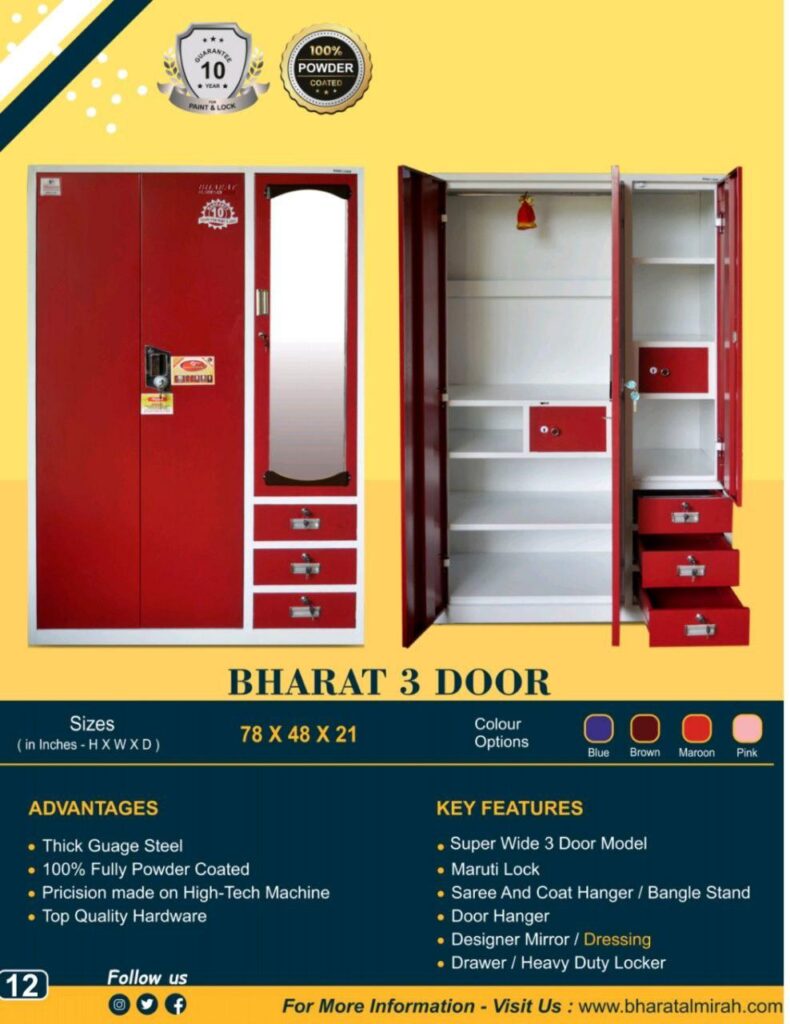 GUARANTEE
10
YEAR
FOR
PAINT & LOCK
100%
POWDER
COATED
BHARAT
10
BHARAT 3 DOOR
Sizes
( in Inches - H X W X D )
78 X 48 X 21
Colour
Options
Blue
Brown
Maroon
Pink
ADVANTAGES
Thick Guage Steel
100% Fully Powder Coated
Pricision made on High-Tech Machine
Top Quality Hardware
KEY FEATURES
Super Wide 3 Door Model
Maruti Lock
Saree And Coat Hanger / Bangle Stand
Door Hanger
Designer Mirror / Dressing
Drawer / Heavy Duty Locker
12
Follow us
For More Information - Visit Us : www.bharatalmirah.com